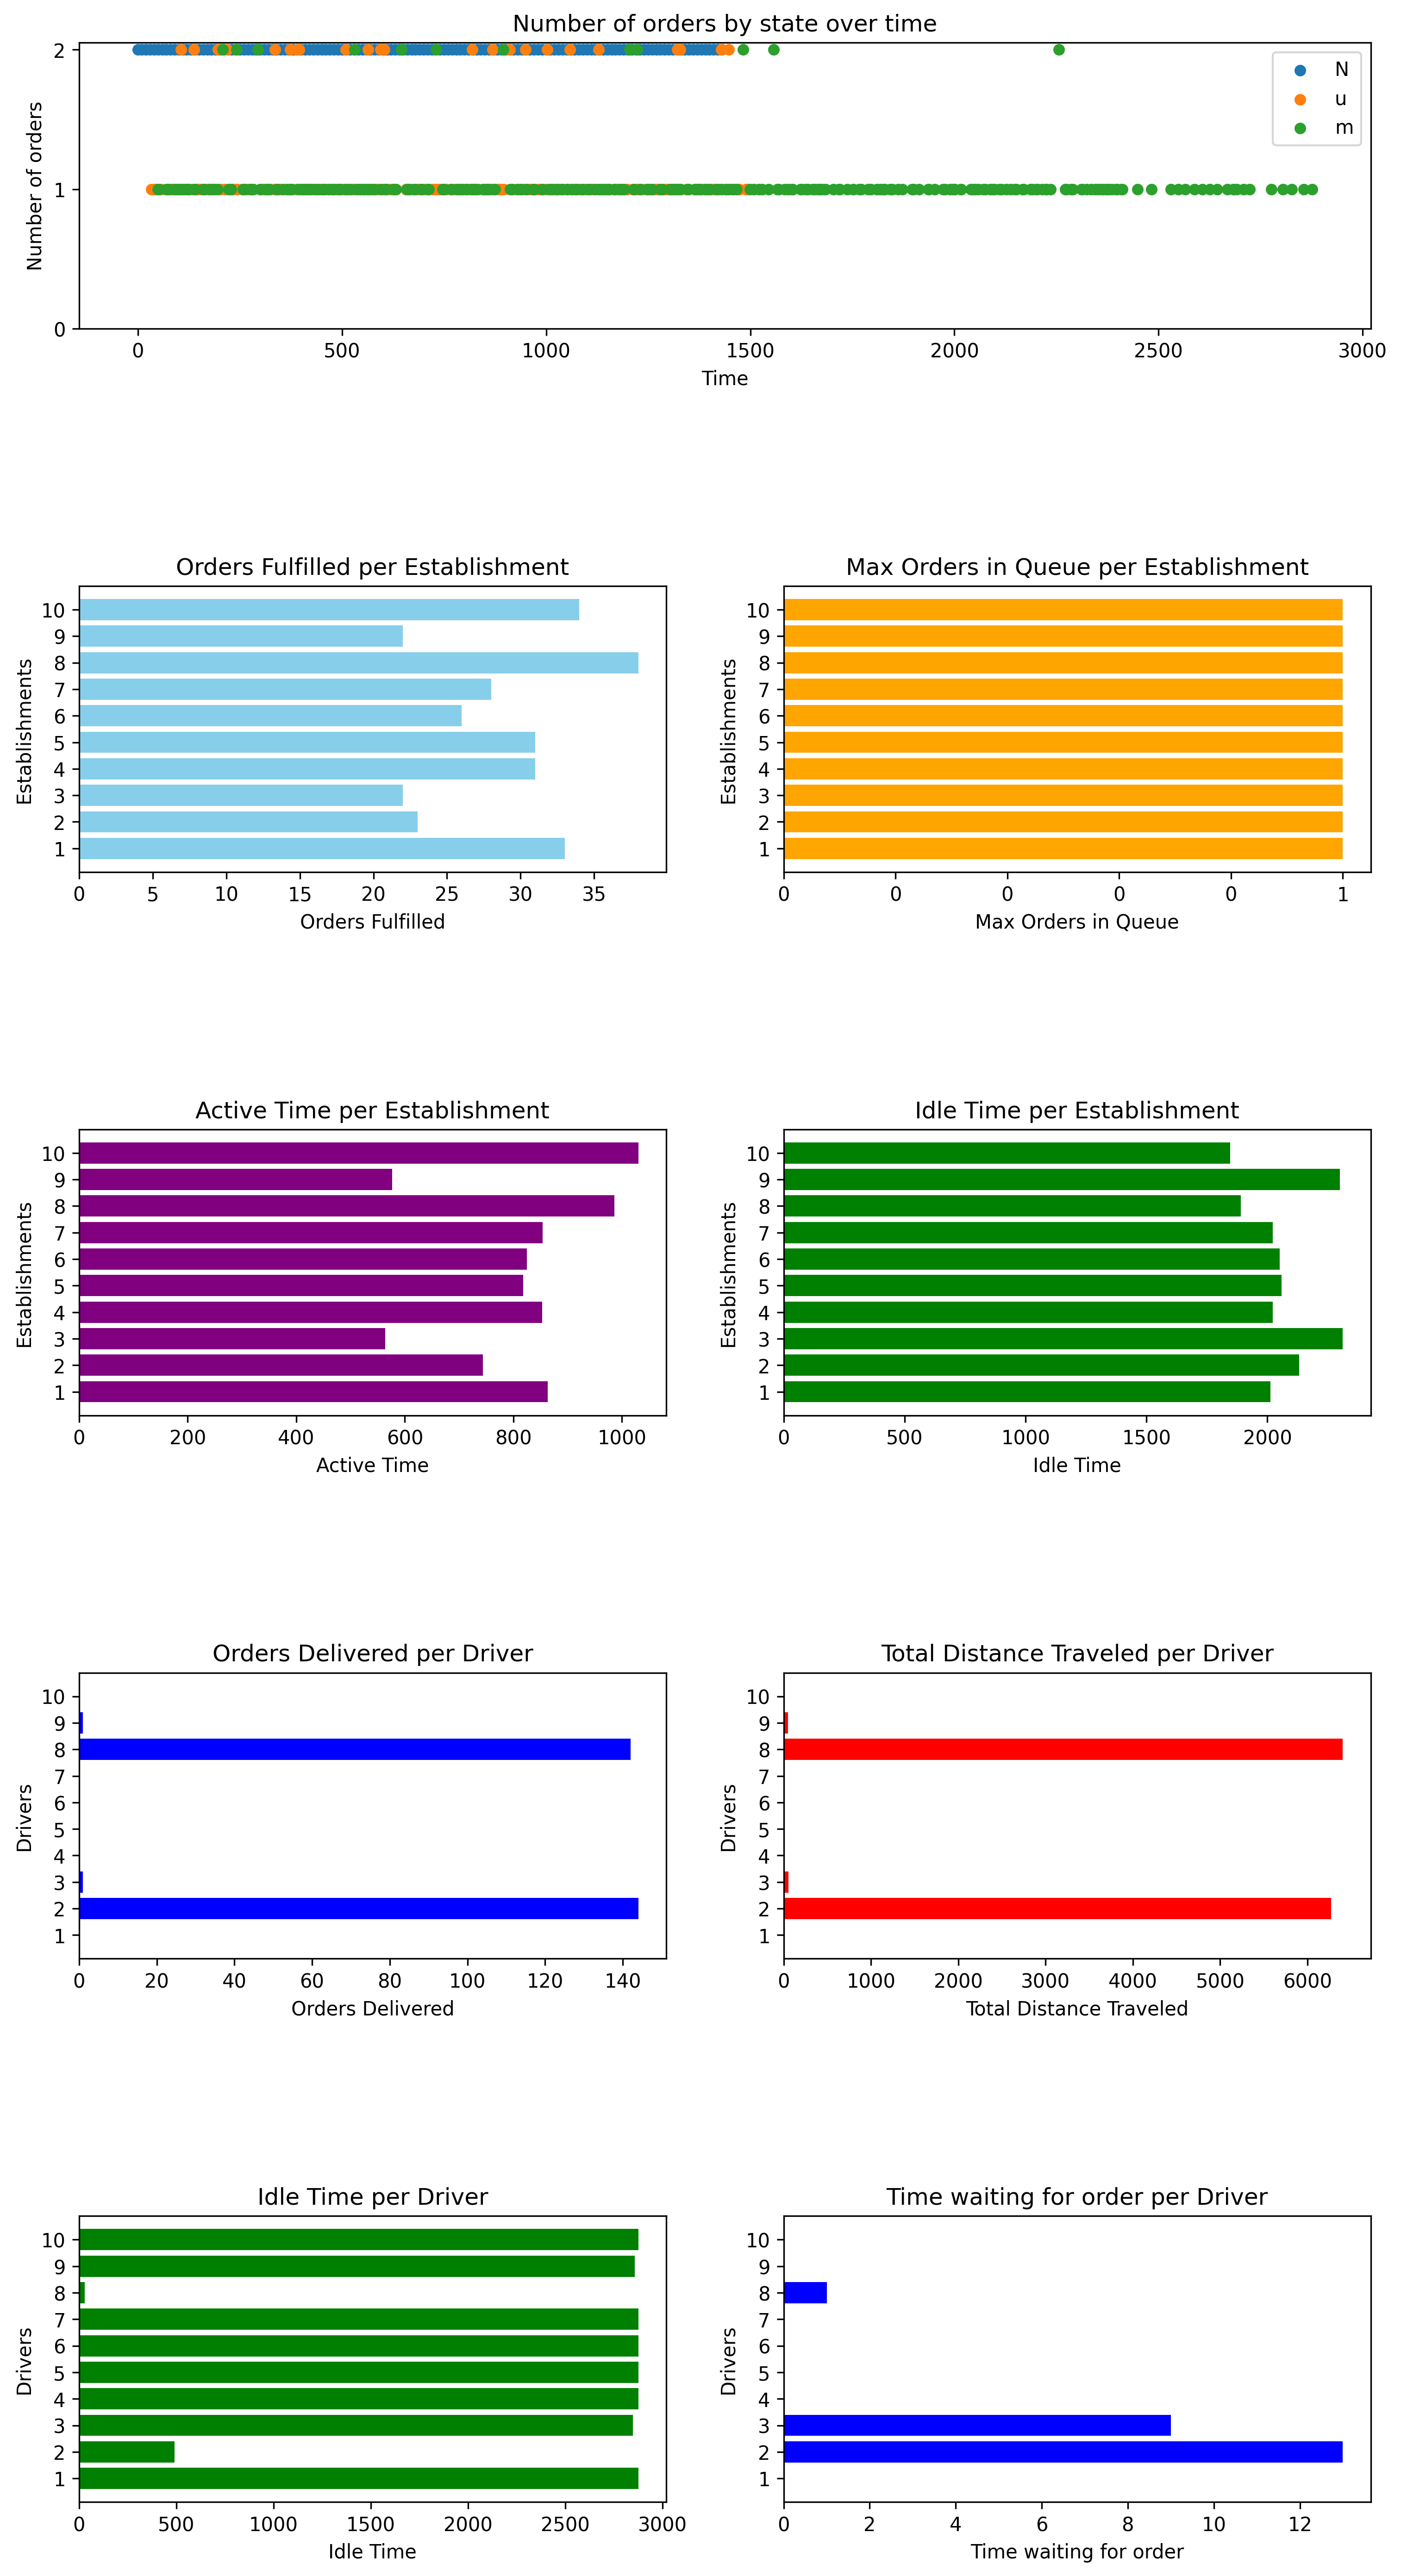 Number of orders by state over time
Number of orders
2
1
0
N
u
m
0 500 1000 1500 2000 2500 3000
Time
Orders Fulfilled per Establishment
Establishments
10
9
8
7
6
5
4
3
2
1
0 5 10 15 20 25 30 35
Orders Fulfilled
Max Orders in Queue per Establishment
Establishments
10
9
8
7
6
5
4
3
2
1
0 0 0 0 0 1
Max Orders in Queue
Active Time per Establishment
Establishments
10
9
8
7
6
5
4
3
2
1
0 200 400 600 800 1000
Active Time
Idle Time per Establishment
Establishments
10
9
8
7
6
5
4
3
2
1
0 500 1000 1500 2000
Idle Time
Orders Delivered per Driver
Drivers
10
9
8
7
6
5
4
3
2
1
0 20 40 60 80 100 120 140
Orders Delivered
Total Distance Traveled per Driver
Drivers
10
9
8
7
6
5
4
3
2
1
0 1000 2000 3000 4000 5000 6000
Total Distance Traveled
Idle Time per Driver
Drivers
10
9
8
7
6
5
4
3
2
1
0 500 1000 1500 2000 2500 3000
Idle Time
Time waiting for order per Driver
Drivers
10
9
8
7
6
5
4
3
2
1
0 2 4 6 8 10 12
Time waiting for order